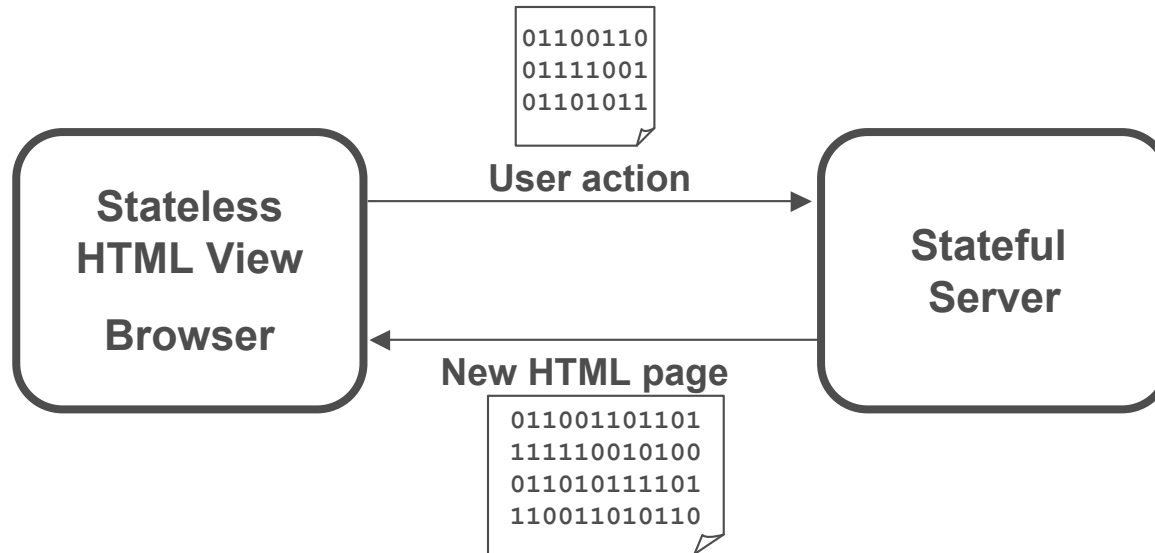 01100110
01111001
01101011
User action
Stateless
HTML View
Browser
Stateful
Server
New HTML page
011001101101
111110010100
011010111101
110011010110